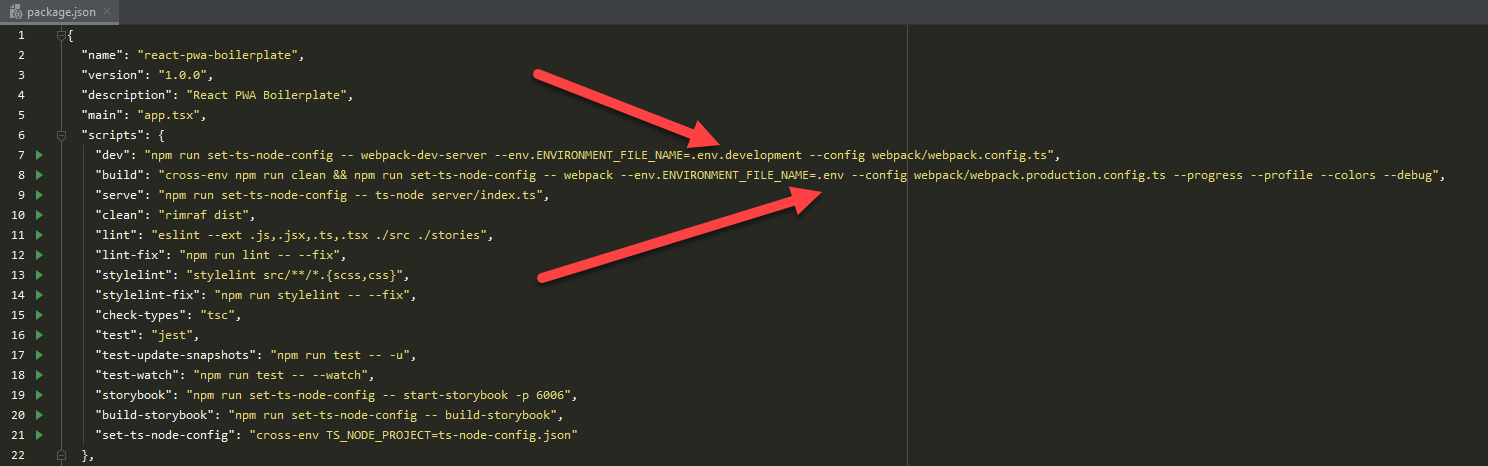 package.json
1 {
2 "name": "react-pwa-boilerplate",
3 "version": "1.0.0",
4 "description": "React PWA Boilerplate",
5 "main": "app.tsx",
6 "scripts": {
7 "dev": "npm run set-ts-node-config -- webpack-dev-server --env.ENVIRONMENT_FILE_NAME=.env.development --config webpack/webpack.config.ts",
8 "build": "cross-env npm run clean && npm run set-ts-node-config -- webpack --env.ENVIRONMENT_FILE_NAME=.env --config webpack/webpack.production.config.ts --progress --profile --colors --debug",
9 "serve": "npm run set-ts-node-config -- ts-node server/index.ts",
10 "clean": "rimraf dist",
11 "lint": "eslint --ext .js,.jsx,.ts,.tsx ./src ./stories",
12 "lint-fix": "npm run lint -- --fix",
13 "stylelint": "stylelint src/**/*.{scss,css}",
14 "stylelint-fix": "npm run stylelint -- --fix",
15 "check-types": "tsc",
16 "test": "jest",
17 "test-update-snapshots": "npm run test -- -u",
18 "test-watch": "npm run test -- --watch",
19 "storybook": "npm run set-ts-node-config -- start-storybook -p 6006",
20 "build-storybook": "npm run set-ts-node-config -- build-storybook",
21 "set-ts-node-config": "cross-env TS_NODE_PROJECT=ts-node-config.json"
22 },